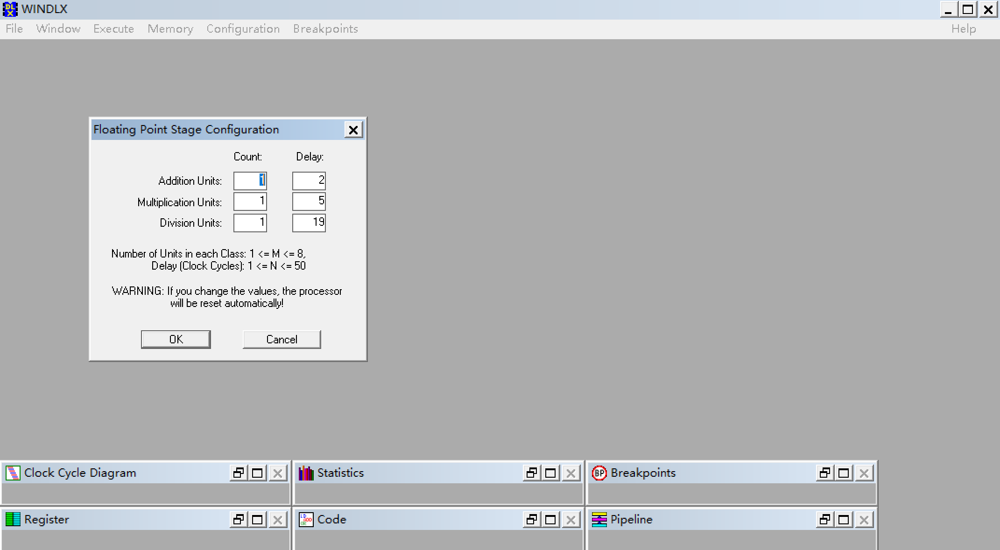 WINDLX
File Window Execute Memory Configuration Breakpoints Help
Floating Point Stage Configuration
Count: Delay:
Addition Units: 1 2
Multiplication Units: 1 5
Division Units: 1 19
Number of Units in each Class: 1 <= M <= 8,
Delay (Clock Cycles): 1 <= N <= 50
WARNING: If you change the values, the processor
will be reset automatically!
OK Cancel
Clock Cycle Diagram Statistics BP Breakpoints
Register Code Pipeline